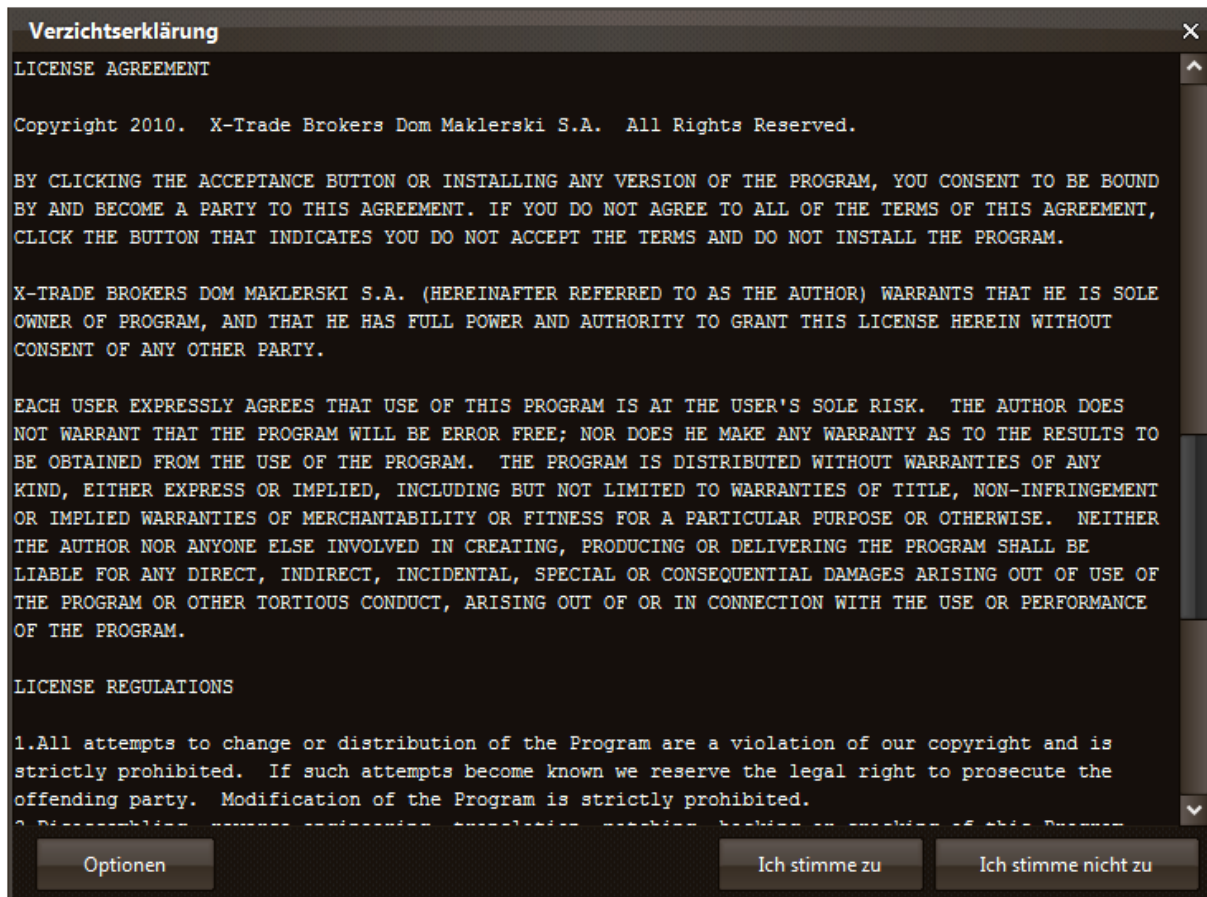 Verzichtserklärung
LICENSE AGREEMENT
Copyright 2010.  X-Trade Brokers Dom Maklerski S.A.  All Rights Reserved.
BY CLICKING THE ACCEPTANCE BUTTON OR INSTALLING ANY VERSION OF THE PROGRAM, YOU CONSENT TO BE BOUND
BY AND BECOME A PARTY TO THIS AGREEMENT. IF YOU DO NOT AGREE TO ALL OF THE TERMS OF THIS AGREEMENT,
CLICK THE BUTTON THAT INDICATES YOU DO NOT ACCEPT THE TERMS AND DO NOT INSTALL THE PROGRAM.
X-TRADE BROKERS DOM MAKLERSKI S.A. (HEREINAFTER REFERRED TO AS THE AUTHOR) WARRANTS THAT HE IS SOLE
OWNER OF PROGRAM, AND THAT HE HAS FULL POWER AND AUTHORITY TO GRANT THIS LICENSE HEREIN WITHOUT
CONSENT OF ANY OTHER PARTY.
EACH USER EXPRESSLY AGREES THAT USE OF THIS PROGRAM IS AT THE USER'S SOLE RISK.  THE AUTHOR DOES
NOT WARRANT THAT THE PROGRAM WILL BE ERROR FREE; NOR DOES HE MAKE ANY WARRANTY AS TO THE RESULTS TO
BE OBTAINED FROM THE USE OF THE PROGRAM.  THE PROGRAM IS DISTRIBUTED WITHOUT WARRANTIES OF ANY
KIND, EITHER EXPRESS OR IMPLIED, INCLUDING BUT NOT LIMITED TO WARRANTIES OF TITLE, NON-INFRINGEMENT
OR IMPLIED WARRANTIES OF MERCHANTABILITY OR FITNESS FOR A PARTICULAR PURPOSE OR OTHERWISE.  NEITHER
THE AUTHOR NOR ANYONE ELSE INVOLVED IN CREATING, PRODUCING OR DELIVERING THE PROGRAM SHALL BE
LIABLE FOR ANY DIRECT, INDIRECT, INCIDENTAL, SPECIAL OR CONSEQUENTIAL DAMAGES ARISING OUT OF USE OF
THE PROGRAM OR OTHER TORTIOUS CONDUCT, ARISING OUT OF OR IN CONNECTION WITH THE USE OR PERFORMANCE
OF THE PROGRAM.
LICENSE REGULATIONS
1.All attempts to change or distribution of the Program are a violation of our copyright and is
strictly prohibited.  If such attempts become known we reserve the legal right to prosecute the
offending party.  Modification of the Program is strictly prohibited.
Optionen
Ich stimme zu
Ich stimme nicht zu